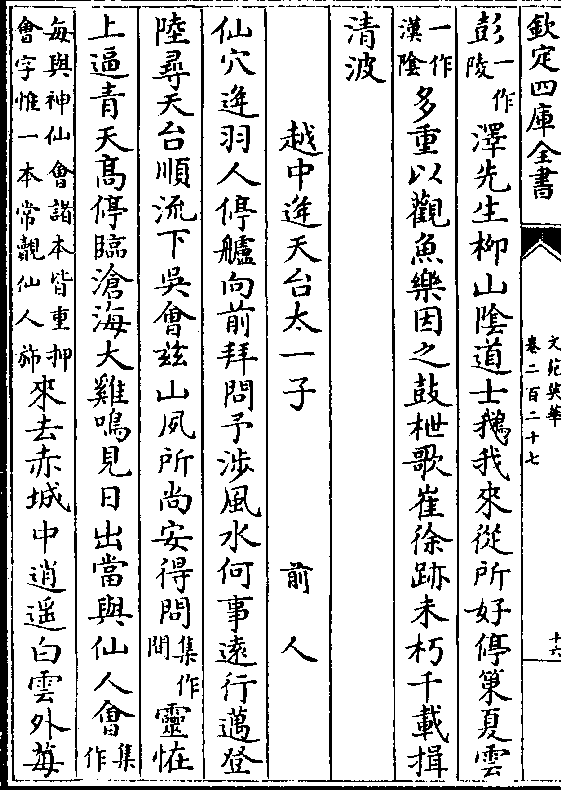 欽定四庫全書
文苑英華
卷二百二十七
十六
彭一作陵澤先生柳山陰道士鵝我來從所好停䇿夏雲
漢一作陰多重以觀魚樂因之鼓枻歌崔徐跡未朽千載揖
清波
越中逢天台太一子 前人
仙穴逢羽人停艫向前拜問予涉風水何事遠行邁登
陸尋天台順流下吳會兹山夙所尚安得問集作間靈怪
上逼青天髙停臨滄海大雞鳴見日出當與仙人會集作
每與神仙會諸本皆重押會字惟一本常覿仙人斾來去赤城中逍遥白雲外莓